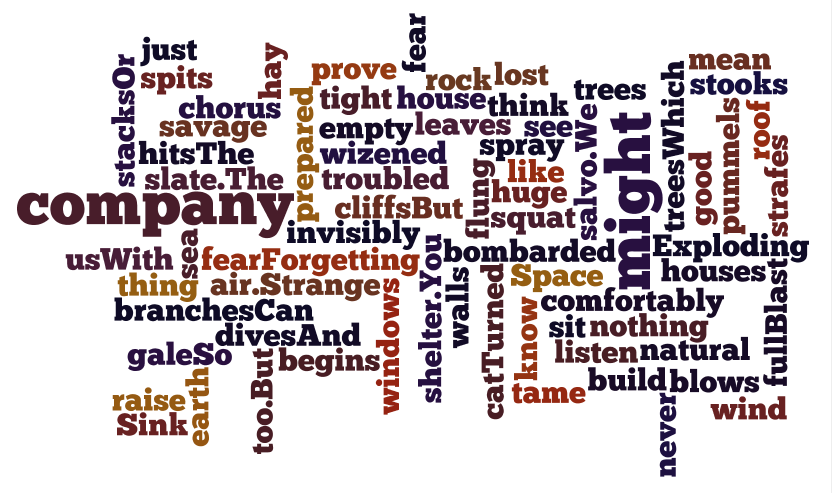 just
fear
stacksOr
spits
hay
prove
rock
lost
trees
mean
stooks
chorus
prepared
tight
house
think
treesWhich
savage
empty
leaves
see
salvo.We
might
pummels
roof
hitsThe
wizened
spray
good
strafes
slate.The
troubled
flung
like
huge
company
cliffsBut
squat
sea
invisibly
bombarded
Exploding
usWith
fearForgetting
shelter.You
walls
catTurned
Space
houses
fullBlast
thing
air.Strange
windows
know
comfortably
branchesCan
divesAnd
sit
nothing
galeSo
begins
listen
natural
raise
earth
too.But
tame
build
blows
Sink
never
wind